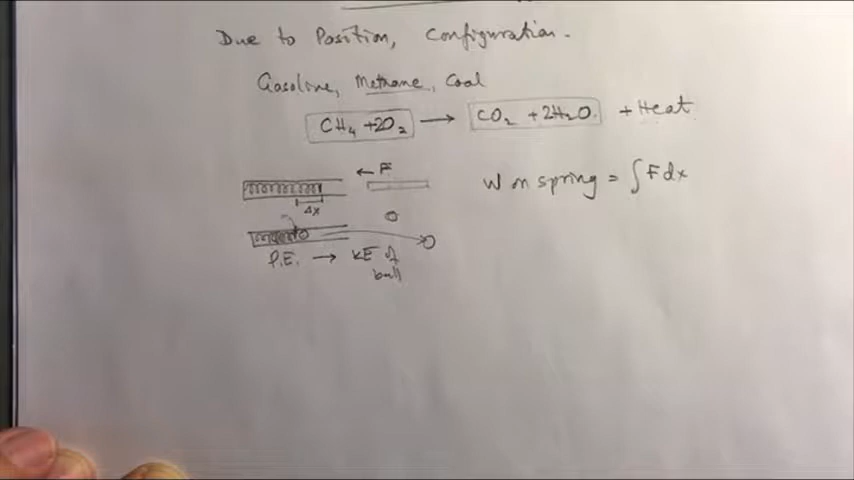 Due to Position, Configuration.
Gasoline, Methane, Coal
CH₄ + 2O₂ → CO₂ + 2H₂O + Heat
← F
W on spring = ∫ F dx
Δx
P.E. → KE of
ball